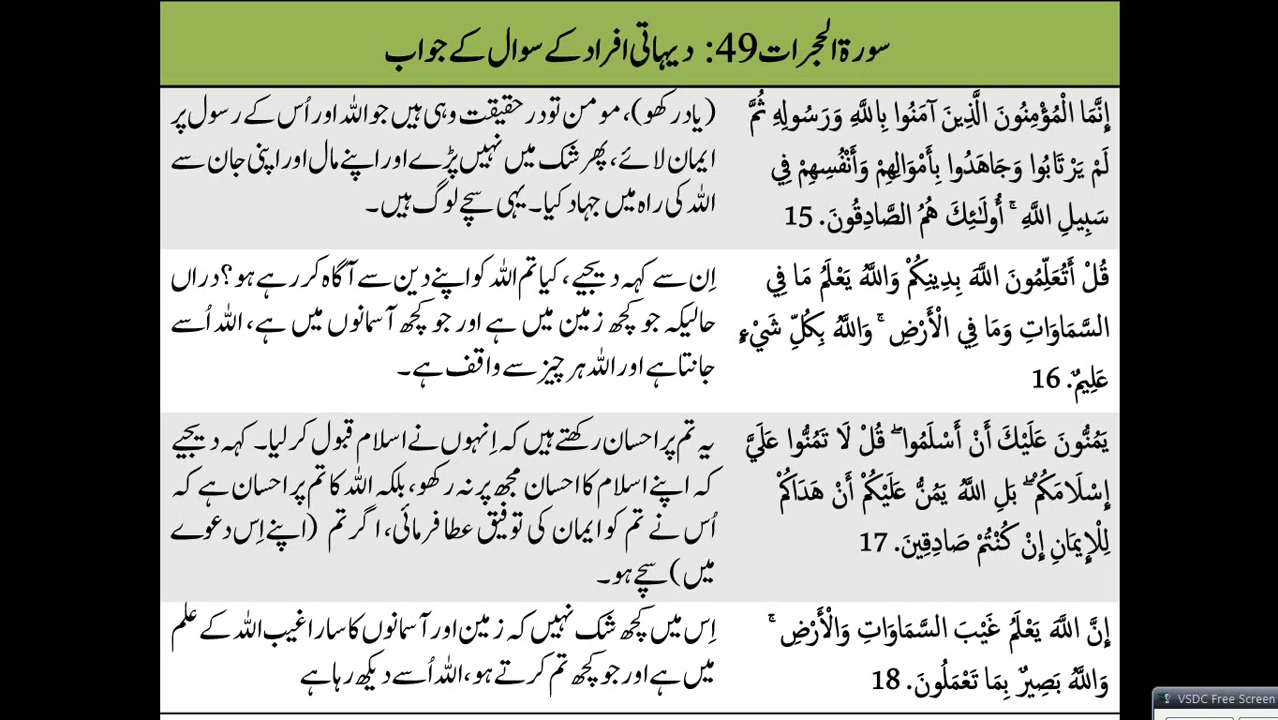 سورۃ الحجرات 49: دیہاتی افراد کے سوال کے جواب
إِنَّمَا الْمُؤْمِنُونَ الَّذِينَ آمَنُوا بِاللَّهِ وَرَسُولِهِ ثُمَّ
لَمْ يَرْتَابُوا وَجَاهَدُوا بِأَمْوَالِهِمْ وَأَنْفُسِهِمْ فِي
سَبِيلِ اللَّهِ ۚ أُولَٰئِكَ هُمُ الصَّادِقُونَ. 15
(یاد رکھو)، مومن تو در حقیقت وہی ہیں جو اللہ اور اُس کے رسول پر
ایمان لائے، پھر شک میں نہیں پڑے اور اپنے مال اور اپنی جان سے
اللہ کی راہ میں جہاد کیا۔ یہی سچے لوگ ہیں۔
قُلْ أَتُعَلِّمُونَ اللَّهَ بِدِينِكُمْ وَاللَّهُ يَعْلَمُ مَا فِي
السَّمَاوَاتِ وَمَا فِي الْأَرْضِ ۚ وَاللَّهُ بِكُلِّ شَيْءٍ
عَلِيمٌ. 16
اِن سے کہہ دیجیے، کیا تم اللہ کو اپنے دین سے آگاہ کر رہے ہو؟ دراں
حالیکہ جو کچھ زمین میں ہے اور جو کچھ آسمانوں میں ہے، اللہ اُسے
جانتا ہے اور اللہ ہر چیز سے واقف ہے۔
يَمُنُّونَ عَلَيْكَ أَنْ أَسْلَمُوا ۖ قُلْ لَا تَمُنُّوا عَلَيَّ
إِسْلَامَكُمْ ۖ بَلِ اللَّهُ يَمُنُّ عَلَيْكُمْ أَنْ هَدَاكُمْ
لِلْإِيمَانِ إِنْ كُنْتُمْ صَادِقِينَ. 17
یہ تم پر احسان رکھتے ہیں کہ اِنہوں نے اسلام قبول کر لیا۔ کہہ دیجیے
کہ اپنے اسلام کا احسان مجھ پر نہ رکھو، بلکہ اللہ کا تم پر احسان ہے کہ
اُس نے تم کو ایمان کی توفیق عطا فرمائی، اگر تم (اپنے اِس دعوے
میں) سچے ہو۔
إِنَّ اللَّهَ يَعْلَمُ غَيْبَ السَّمَاوَاتِ وَالْأَرْضِ ۚ
وَاللَّهُ بَصِيرٌ بِمَا تَعْمَلُونَ. 18
اِس میں کچھ شک نہیں کہ زمین اور آسمانوں کا سارا غیب اللہ کے علم
میں ہے اور جو کچھ تم کرتے ہو، اللہ اُسے دیکھ رہا ہے
VSDC Free Screen